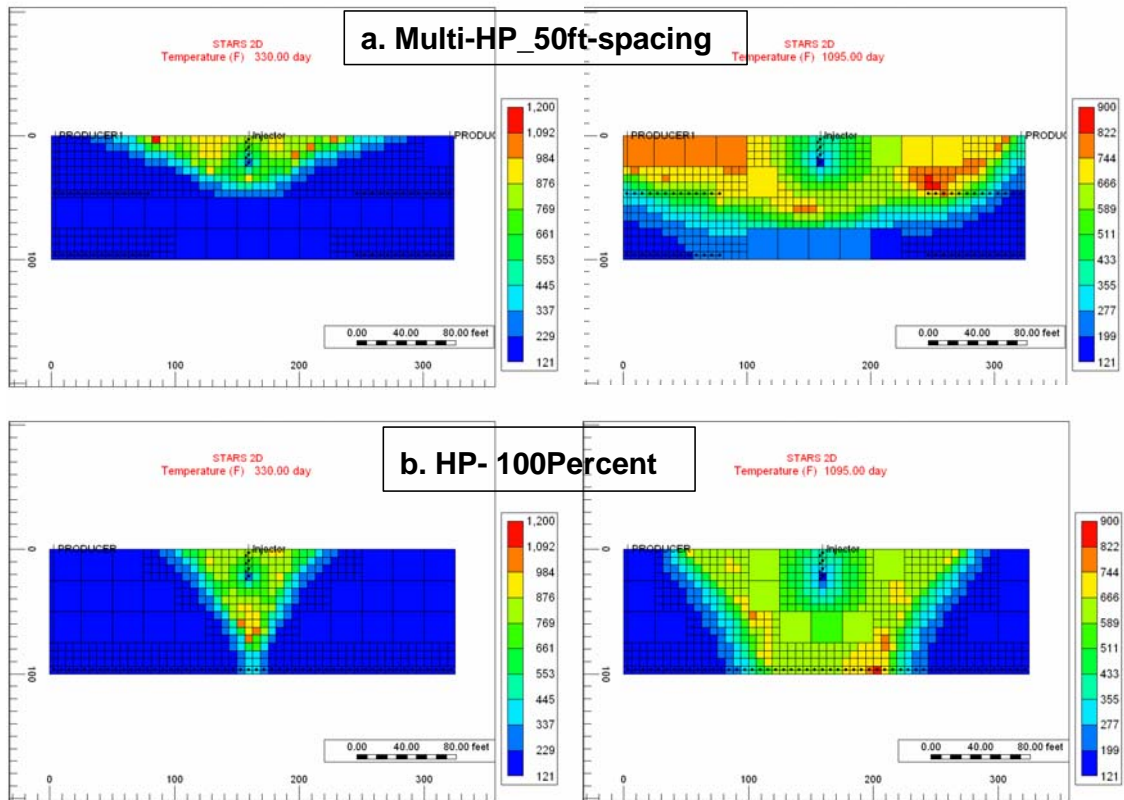 a. Multi-HP_50ft-spacing
STARS 2D
Temperature (F) 330.00 day
STARS 2D
Temperature (F) 1095.00 day
PRODUCER1
Injector
PRODUC
PRODUCER1
Injector
PRODUC
1,200
1,092
984
876
769
661
553
445
337
229
121
900
822
744
666
589
511
433
355
277
199
121
0
100
0
100
0.00 40.00 80.00 feet
0.00 40.00 80.00 feet
0 100 200 300
0 100 200 300
b. HP- 100Percent
STARS 2D
Temperature (F) 330.00 day
STARS 2D
Temperature (F) 1095.00 day
PRODUCER
Injector
PRODUCER
Injector
1,200
1,092
984
876
769
661
553
445
337
229
121
900
822
744
666
589
511
433
355
277
199
121
0
100
0
100
0.00 40.00 80.00 feet
0.00 40.00 80.00 feet
0 100 200 300
0 100 200 300